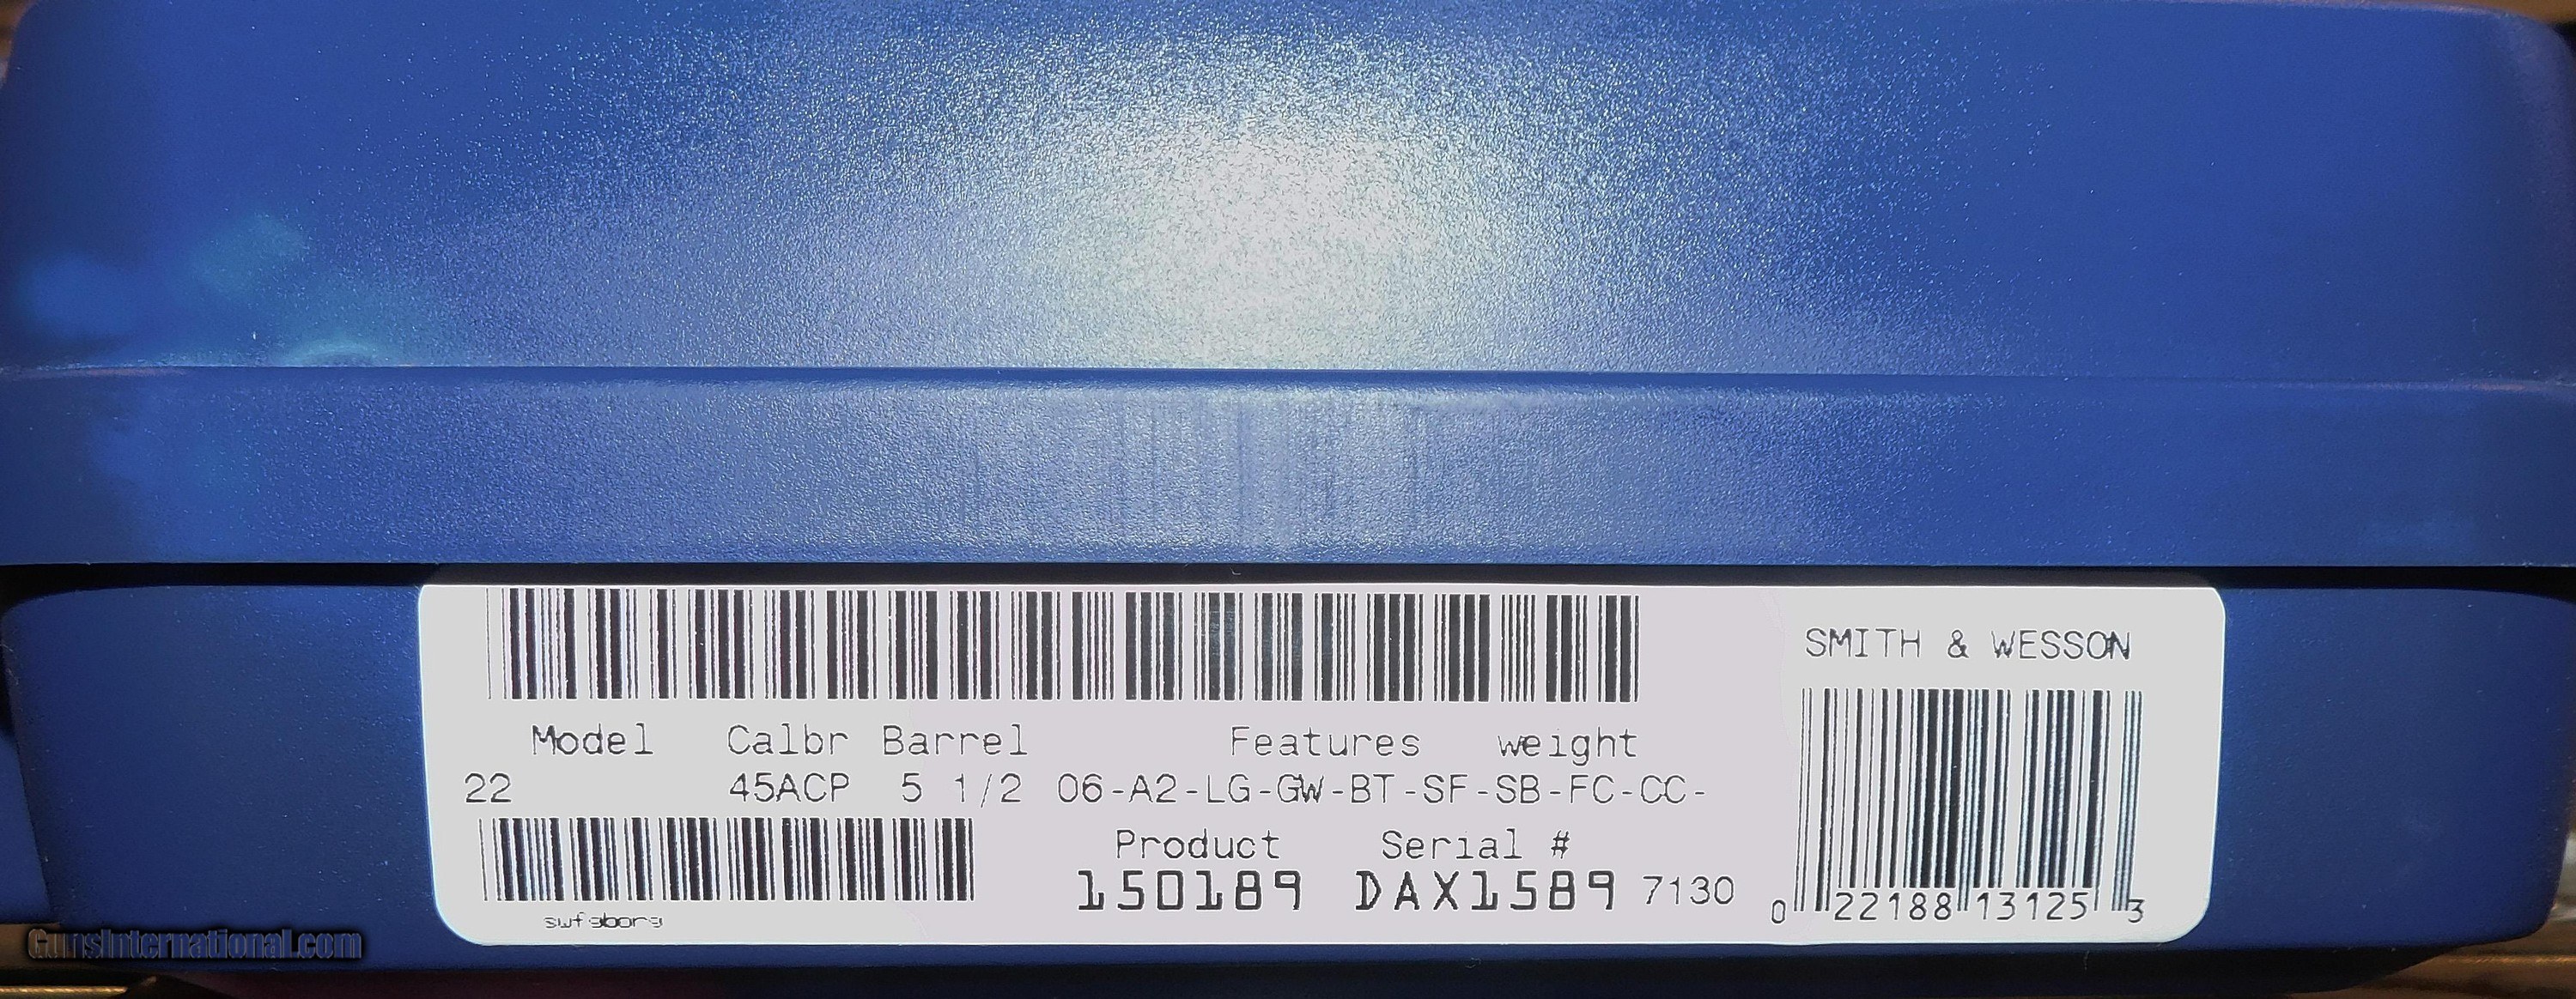 SMITH & WESSON
Model Calbr Barrel Features weight
22 45ACP 5 1/2 06-A2-LG-GW-BT-SF-SB-FC-CC-
Product Serial #
150189 DAX1589 7130
0 22188 13125 3
GunsInternational.com